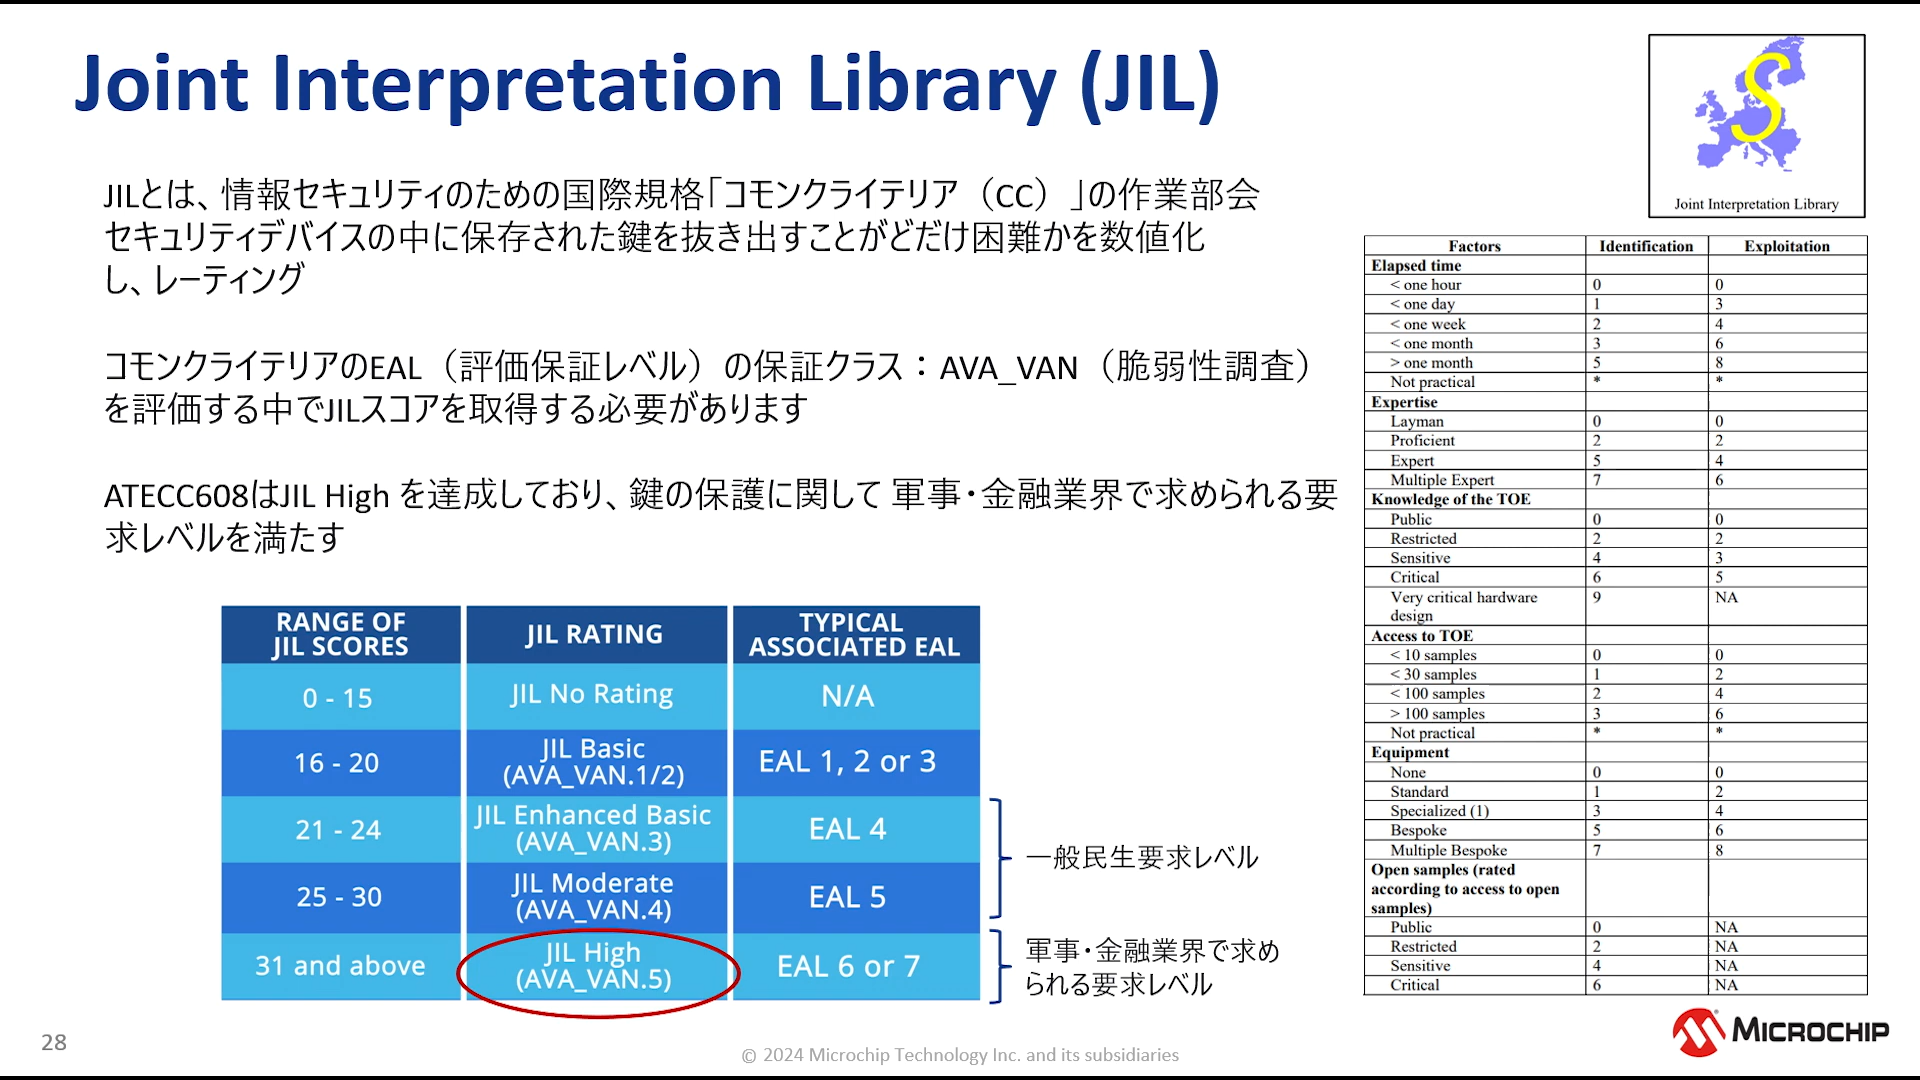 Joint Interpretation Library (JIL)
Joint Interpretation Library
JILとは、情報セキュリティのための国際規格「コモンクライテリア（CC）」の作業部会
セキュリティデバイスの中に保存された鍵を抜き出すことがどだけ困難かを数値化
し、レーティング
コモンクライテリアのEAL（評価保証レベル）の保証クラス：AVA_VAN（脆弱性調査）
を評価する中でJILスコアを取得する必要があります
ATECC608はJIL High を達成しており、鍵の保護に関して 軍事・金融業界で求められる要
求レベルを満たす
RANGE OF JIL SCORES JIL RATING TYPICAL ASSOCIATED EAL
0 - 15 JIL No Rating N/A
16 - 20 JIL Basic (AVA_VAN.1/2) EAL 1, 2 or 3
21 - 24 JIL Enhanced Basic (AVA_VAN.3) EAL 4
25 - 30 JIL Moderate (AVA_VAN.4) EAL 5
31 and above JIL High (AVA_VAN.5) EAL 6 or 7
一般民生要求レベル
軍事・金融業界で求め
られる要求レベル
Factors Identification Exploitation
Elapsed time
< one hour 0 0
< one day 1 3
< one week 2 4
< one month 3 6
> one month 5 8
Not practical * *
Expertise
Layman 0 0
Proficient 2 2
Expert 5 4
Multiple Expert 7 6
Knowledge of the TOE
Public 0 0
Restricted 2 2
Sensitive 4 3
Critical 6 5
Very critical hardware design 9 NA
Access to TOE
< 10 samples 0 0
< 30 samples 1 2
< 100 samples 2 4
> 100 samples 3 6
Not practical * *
Equipment
None 0 0
Standard 1 2
Specialized (1) 3 4
Bespoke 5 6
Multiple Bespoke 7 8
Open samples (rated
according to access to open
samples)
Public 0 NA
Restricted 2 NA
Sensitive 4 NA
Critical 6 NA
28
© 2024 Microchip Technology Inc. and its subsidiaries
MICROCHIP